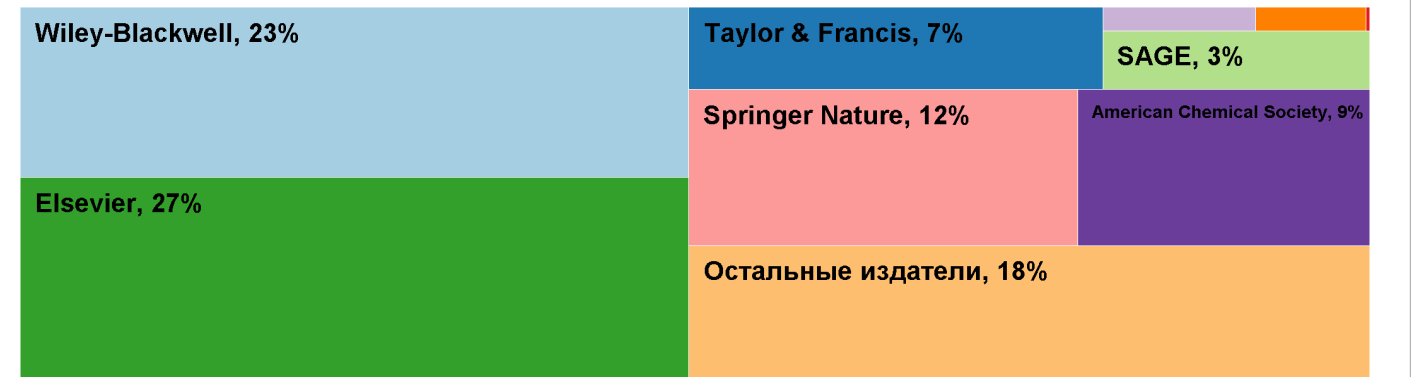 Wiley-Blackwell, 23%
Taylor & Francis, 7%
SAGE, 3%
Springer Nature, 12%
American Chemical Society, 9%
Elsevier, 27%
Остальные издатели, 18%